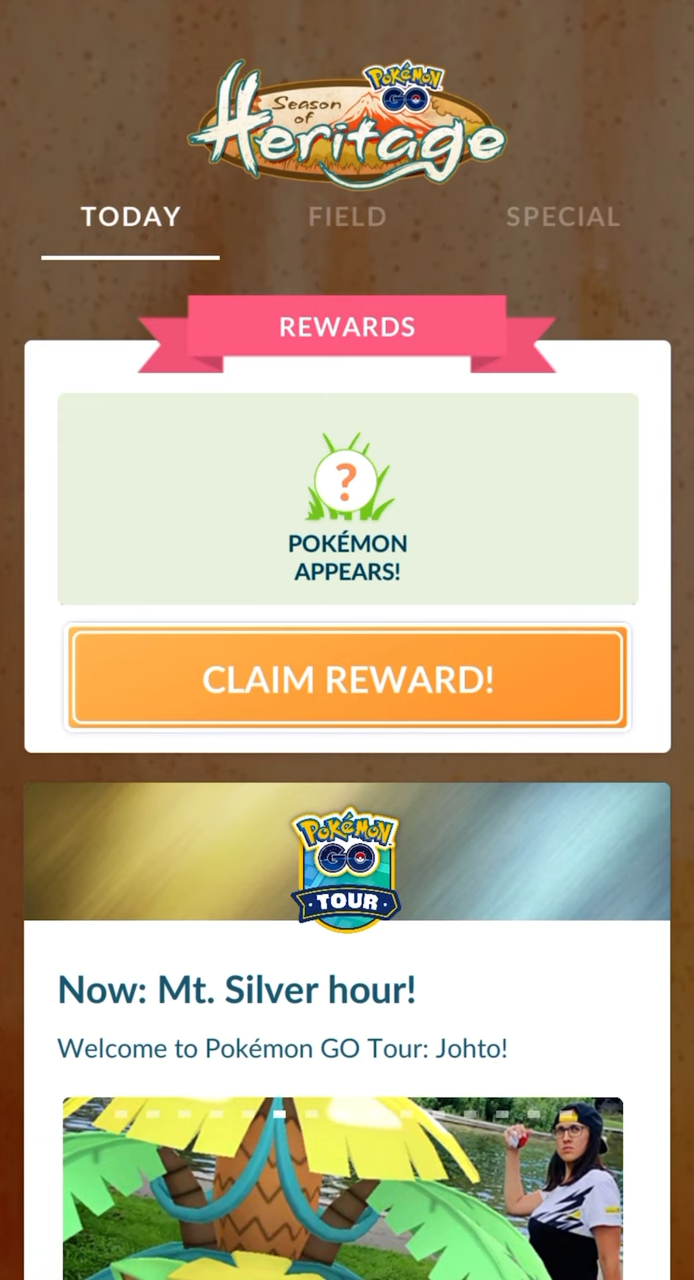 Pokémon
GO
Season
of
Heritage
TODAY
FIELD
SPECIAL
REWARDS
?
POKÉMON
APPEARS!
CLAIM REWARD!
Pokémon
GO
TOUR
Now: Mt. Silver hour!
Welcome to Pokémon GO Tour: Johto!